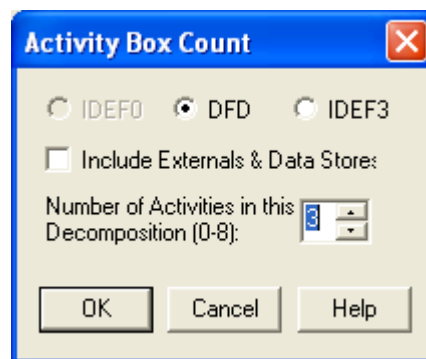 Activity Box Count
IDEF0 DFD IDEF3
Include Externals & Data Stores
Number of Activities in this 3
Decomposition (0-8):
OK Cancel Help